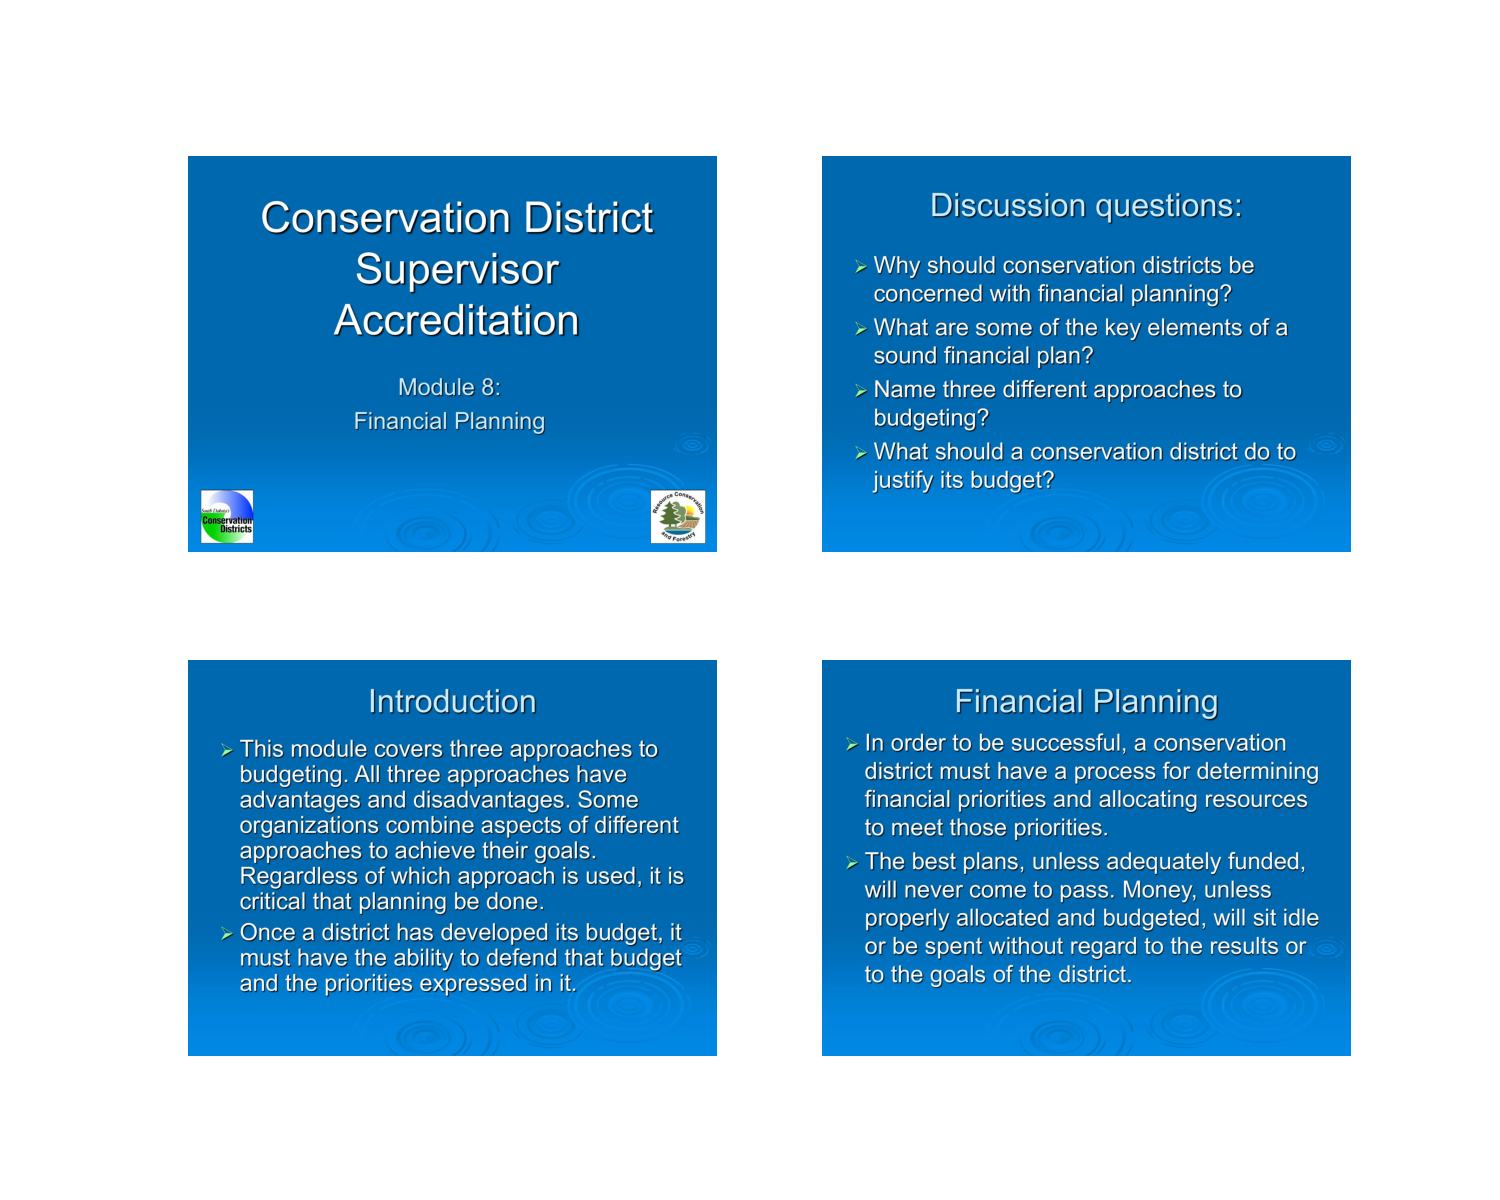 Conservation District
Supervisor
Accreditation
Module 8:
Financial Planning
South Dakota's
Conservation
Districts
Resource Conservation
and Forestry
Discussion questions:
➢ Why should conservation districts be
concerned with financial planning?
➢ What are some of the key elements of a
sound financial plan?
➢ Name three different approaches to
budgeting?
➢ What should a conservation district do to
justify its budget?
Introduction
➢ This module covers three approaches to
budgeting. All three approaches have
advantages and disadvantages. Some
organizations combine aspects of different
approaches to achieve their goals.
Regardless of which approach is used, it is
critical that planning be done.
➢ Once a district has developed its budget, it
must have the ability to defend that budget
and the priorities expressed in it.
Financial Planning
➢ In order to be successful, a conservation
district must have a process for determining
financial priorities and allocating resources
to meet those priorities.
➢ The best plans, unless adequately funded,
will never come to pass. Money, unless
properly allocated and budgeted, will sit idle
or be spent without regard to the results or
to the goals of the district.